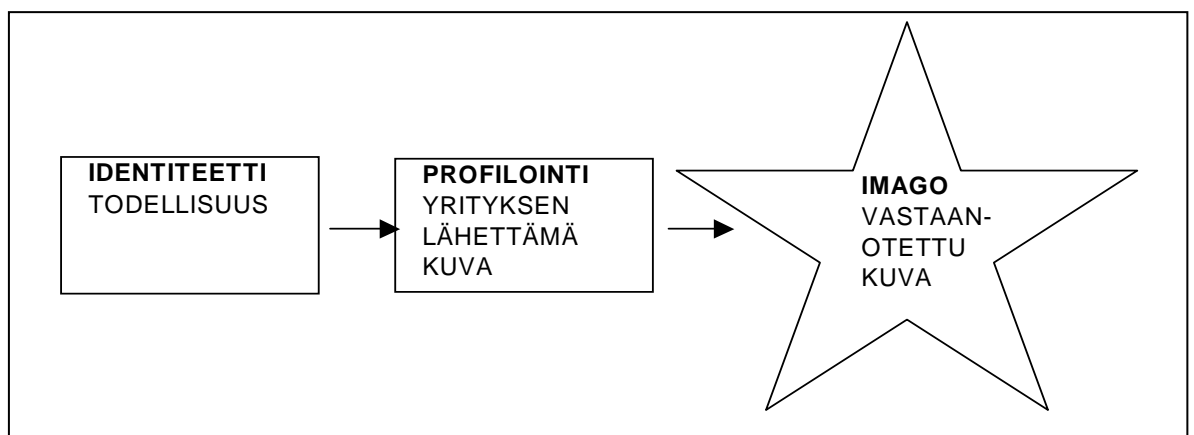 IDENTITEETTI
TODELLISUUS
PROFILOINTI
YRITYKSEN
LÄHETTÄMÄ
KUVA
IMAGO
VASTAAN-
OTETTU
KUVA